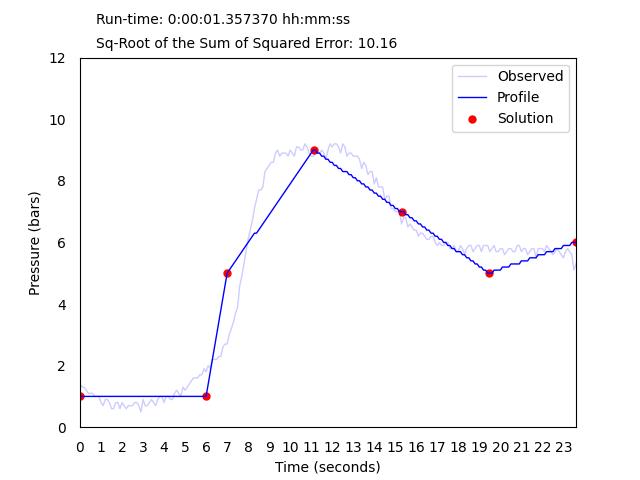 Run-time: 0:00:01.357370 hh:mm:ss
Sq-Root of the Sum of Squared Error: 10.16
12
10
8
6
4
2
0
Pressure (bars)
Observed
Profile
Solution
0 1 2 3 4 5 6 7 8 9 10 11 12 13 14 15 16 17 18 19 20 21 22 23
Time (seconds)